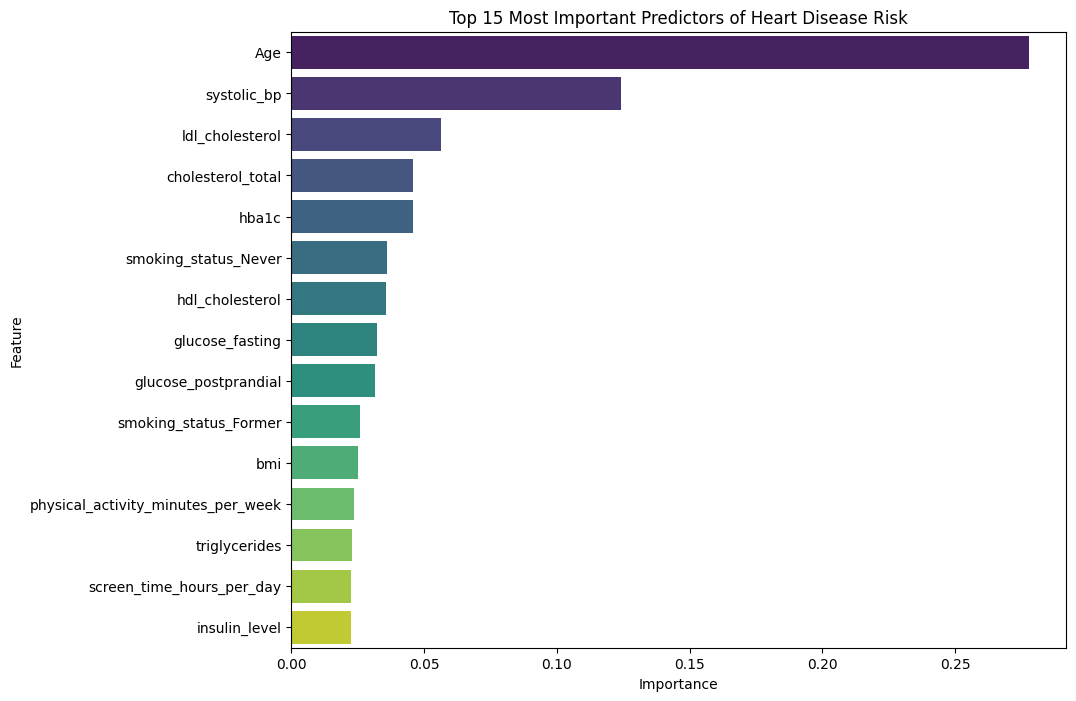 Top 15 Most Important Predictors of Heart Disease Risk
Feature
Age
systolic_bp
ldl_cholesterol
cholesterol_total
hba1c
smoking_status_Never
hdl_cholesterol
glucose_fasting
glucose_postprandial
smoking_status_Former
bmi
physical_activity_minutes_per_week
triglycerides
screen_time_hours_per_day
insulin_level
0.00 0.05 0.10 0.15 0.20 0.25
Importance